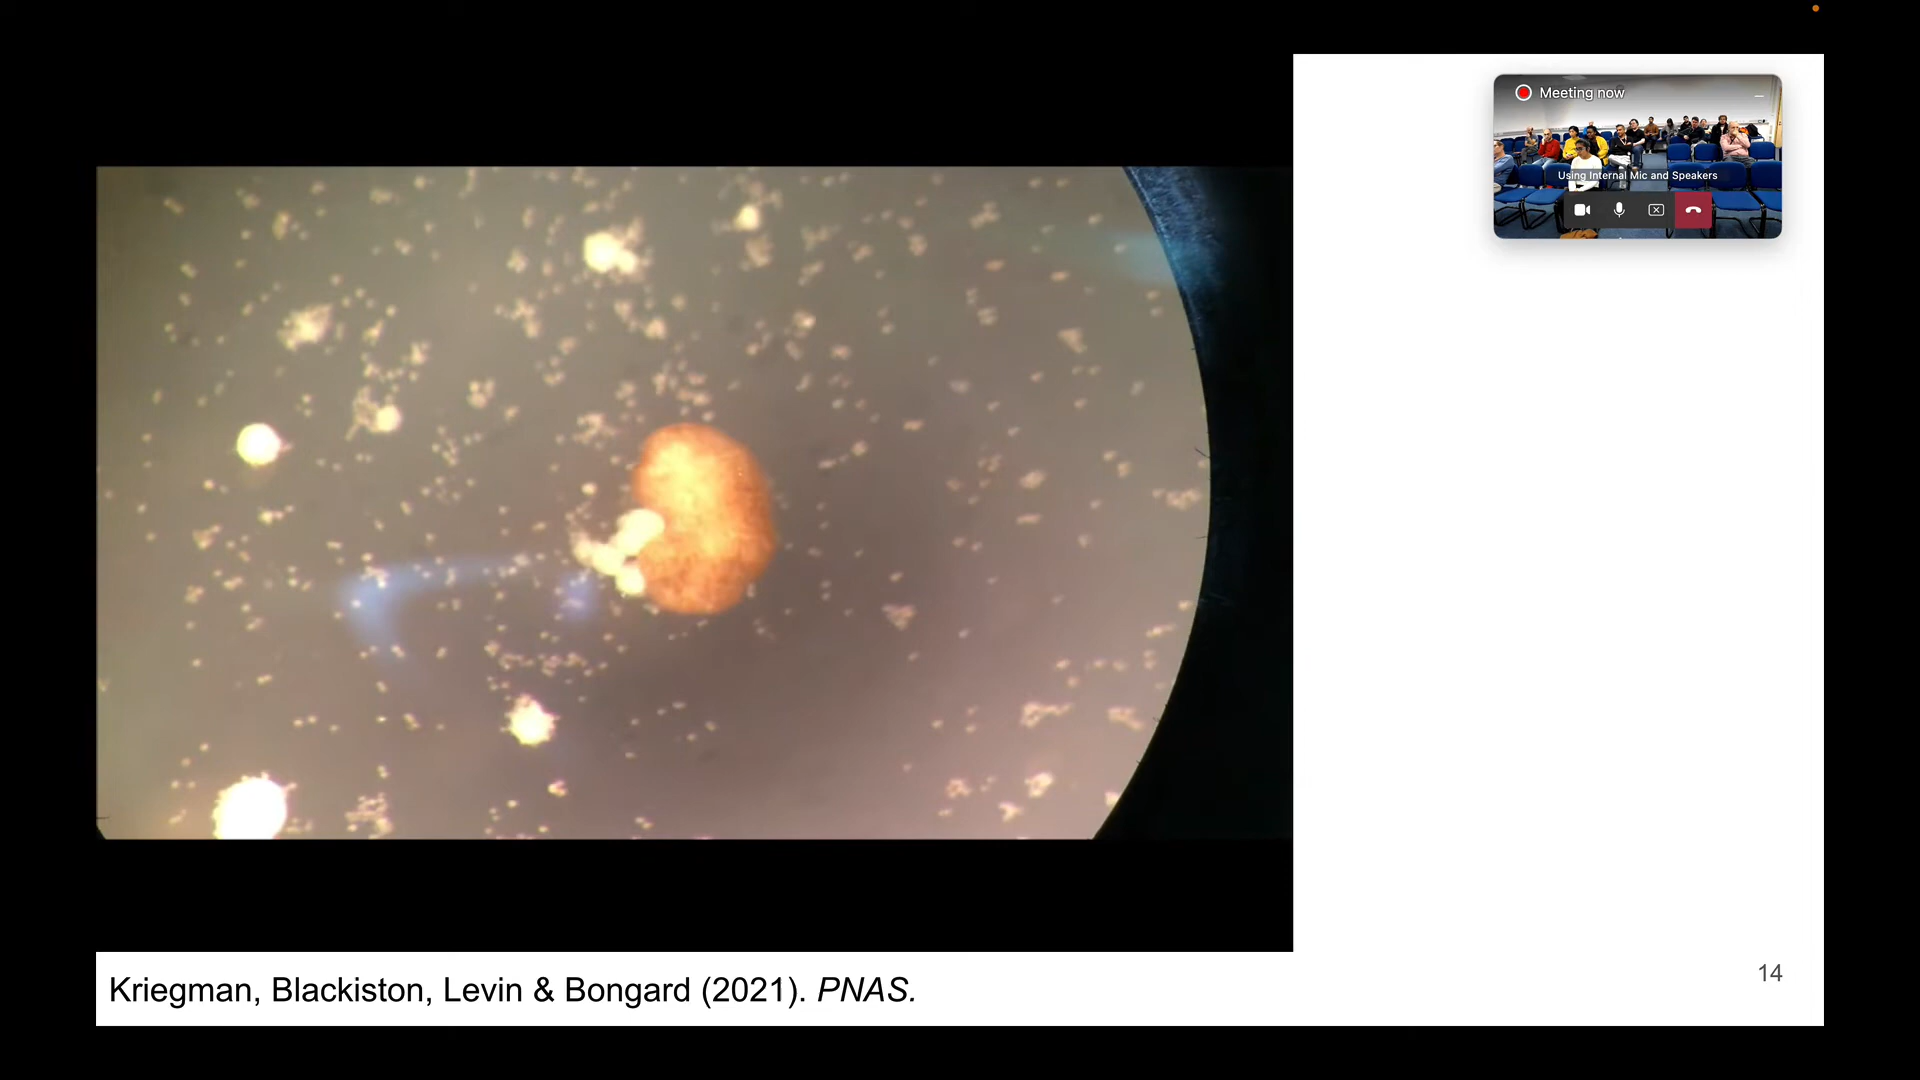 Meeting now
Using Internal Mic and Speakers
14
Kriegman, Blackiston, Levin & Bongard (2021). PNAS.